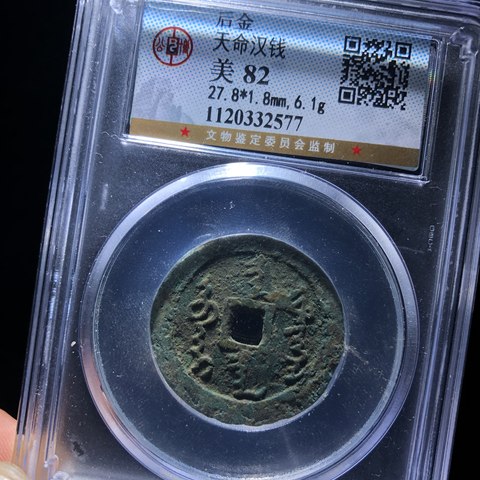 后金
天命汉钱
美 82
27.8*1.8mm,6.1g
1120332577
★ 文物鉴定委员会监制 ★